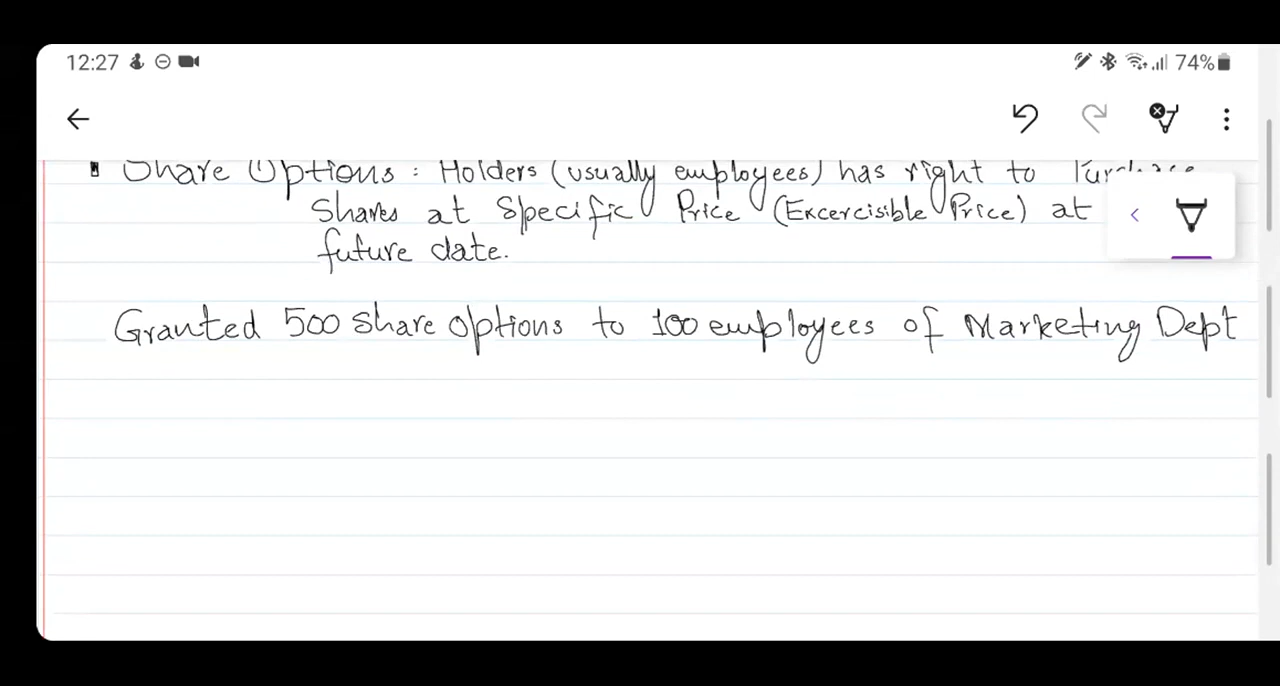 12:27 74%
Share Options : Holders (usually employees) has right to Purchase
Shares at Specific Price (Excercisible Price) at
future date.
Granted 500 Share Options to 100 employees of Marketing Dept